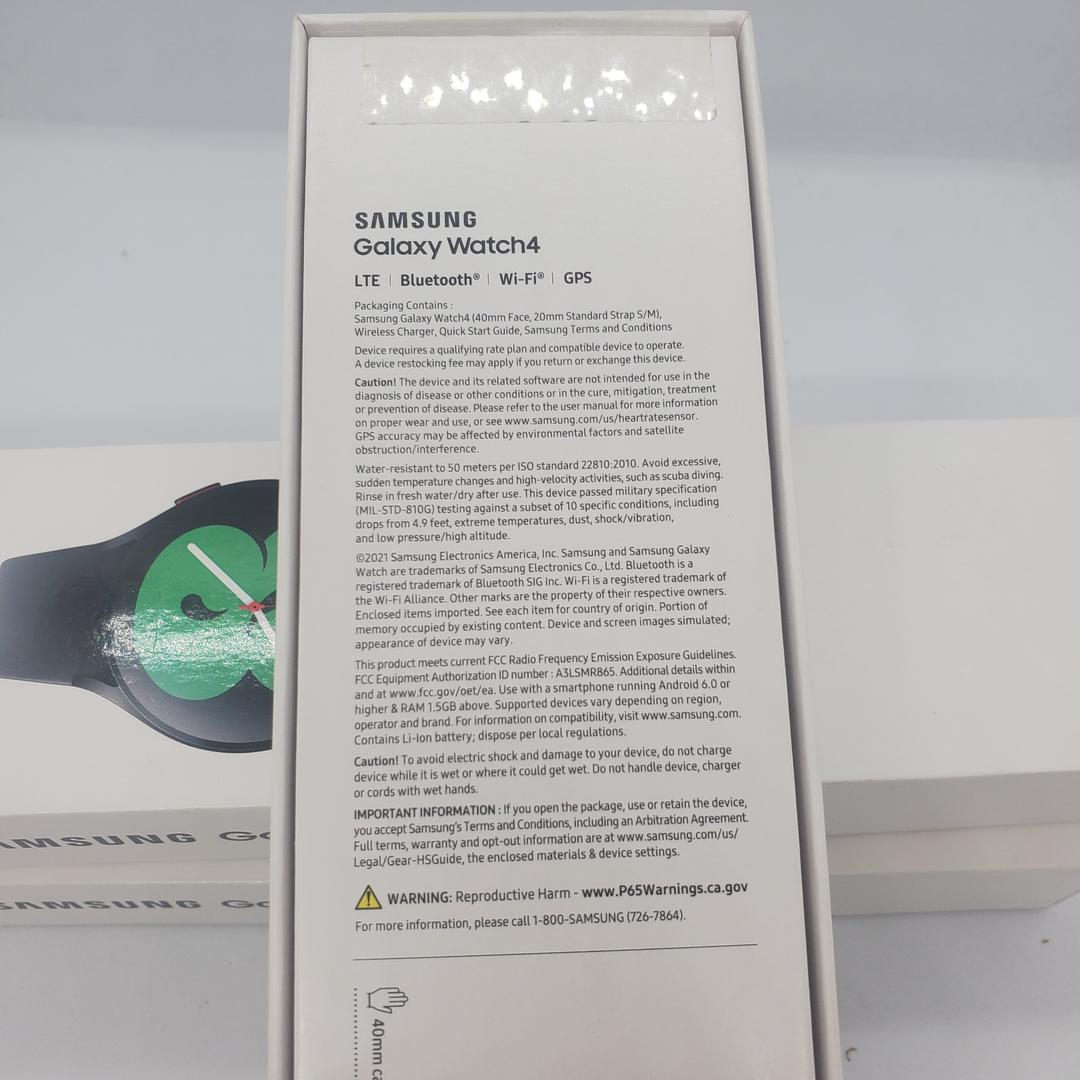 SAMSUNG
Galaxy Watch4
LTE | Bluetooth® | Wi-Fi® | GPS
Packaging Contains :
Samsung Galaxy Watch4 (40mm Face, 20mm Standard Strap S/M),
Wireless Charger, Quick Start Guide, Samsung Terms and Conditions
Device requires a qualifying rate plan and compatible device to operate.
A device restocking fee may apply if you return or exchange this device.
Caution! The device and its related software are not intended for use in the
diagnosis of disease or other conditions or in the cure, mitigation, treatment
or prevention of disease. Please refer to the user manual for more information
on proper wear and use, or see www.samsung.com/us/heartratesensor.
GPS accuracy may be affected by environmental factors and satellite
obstruction/interference.
Water-resistant to 50 meters per ISO standard 22810:2010. Avoid excessive,
sudden temperature changes and high-velocity activities, such as scuba diving.
Rinse in fresh water/dry after use. This device passed military specification
(MIL-STD-810G) testing against a subset of 10 specific conditions, including
drops from 4.9 feet, extreme temperatures, dust, shock/vibration,
and low pressure/high altitude.
©2021 Samsung Electronics America, Inc. Samsung and Samsung Galaxy
Watch are trademarks of Samsung Electronics Co., Ltd. Bluetooth is a
registered trademark of Bluetooth SIG Inc. Wi-Fi is a registered trademark of
the Wi-Fi Alliance. Other marks are the property of their respective owners.
Enclosed items imported. See each item for country of origin. Portion of
memory occupied by existing content. Device and screen images simulated;
appearance of device may vary.
This product meets current FCC Radio Frequency Emission Exposure Guidelines.
FCC Equipment Authorization ID number : A3LSMR865. Additional details within
and at www.fcc.gov/oet/ea. Use with a smartphone running Android 6.0 or
higher & RAM 1.5GB above. Supported devices vary depending on region,
operator and brand. For information on compatibility, visit www.samsung.com.
Contains Li-Ion battery; dispose per local regulations.
Caution! To avoid electric shock and damage to your device, do not charge
device while it is wet or where it could get wet. Do not handle device, charger
or cords with wet hands.
IMPORTANT INFORMATION : If you open the package, use or retain the device,
you accept Samsung's Terms and Conditions, including an Arbitration Agreement.
Full terms, warranty and opt-out information are at www.samsung.com/us/
Legal/Gear-HSGuide, the enclosed materials & device settings.
WARNING: Reproductive Harm - www.P65Warnings.ca.gov
For more information, please call 1-800-SAMSUNG (726-7864).
40mm ca
AMSUNG Ga
SAMSUNG Ga